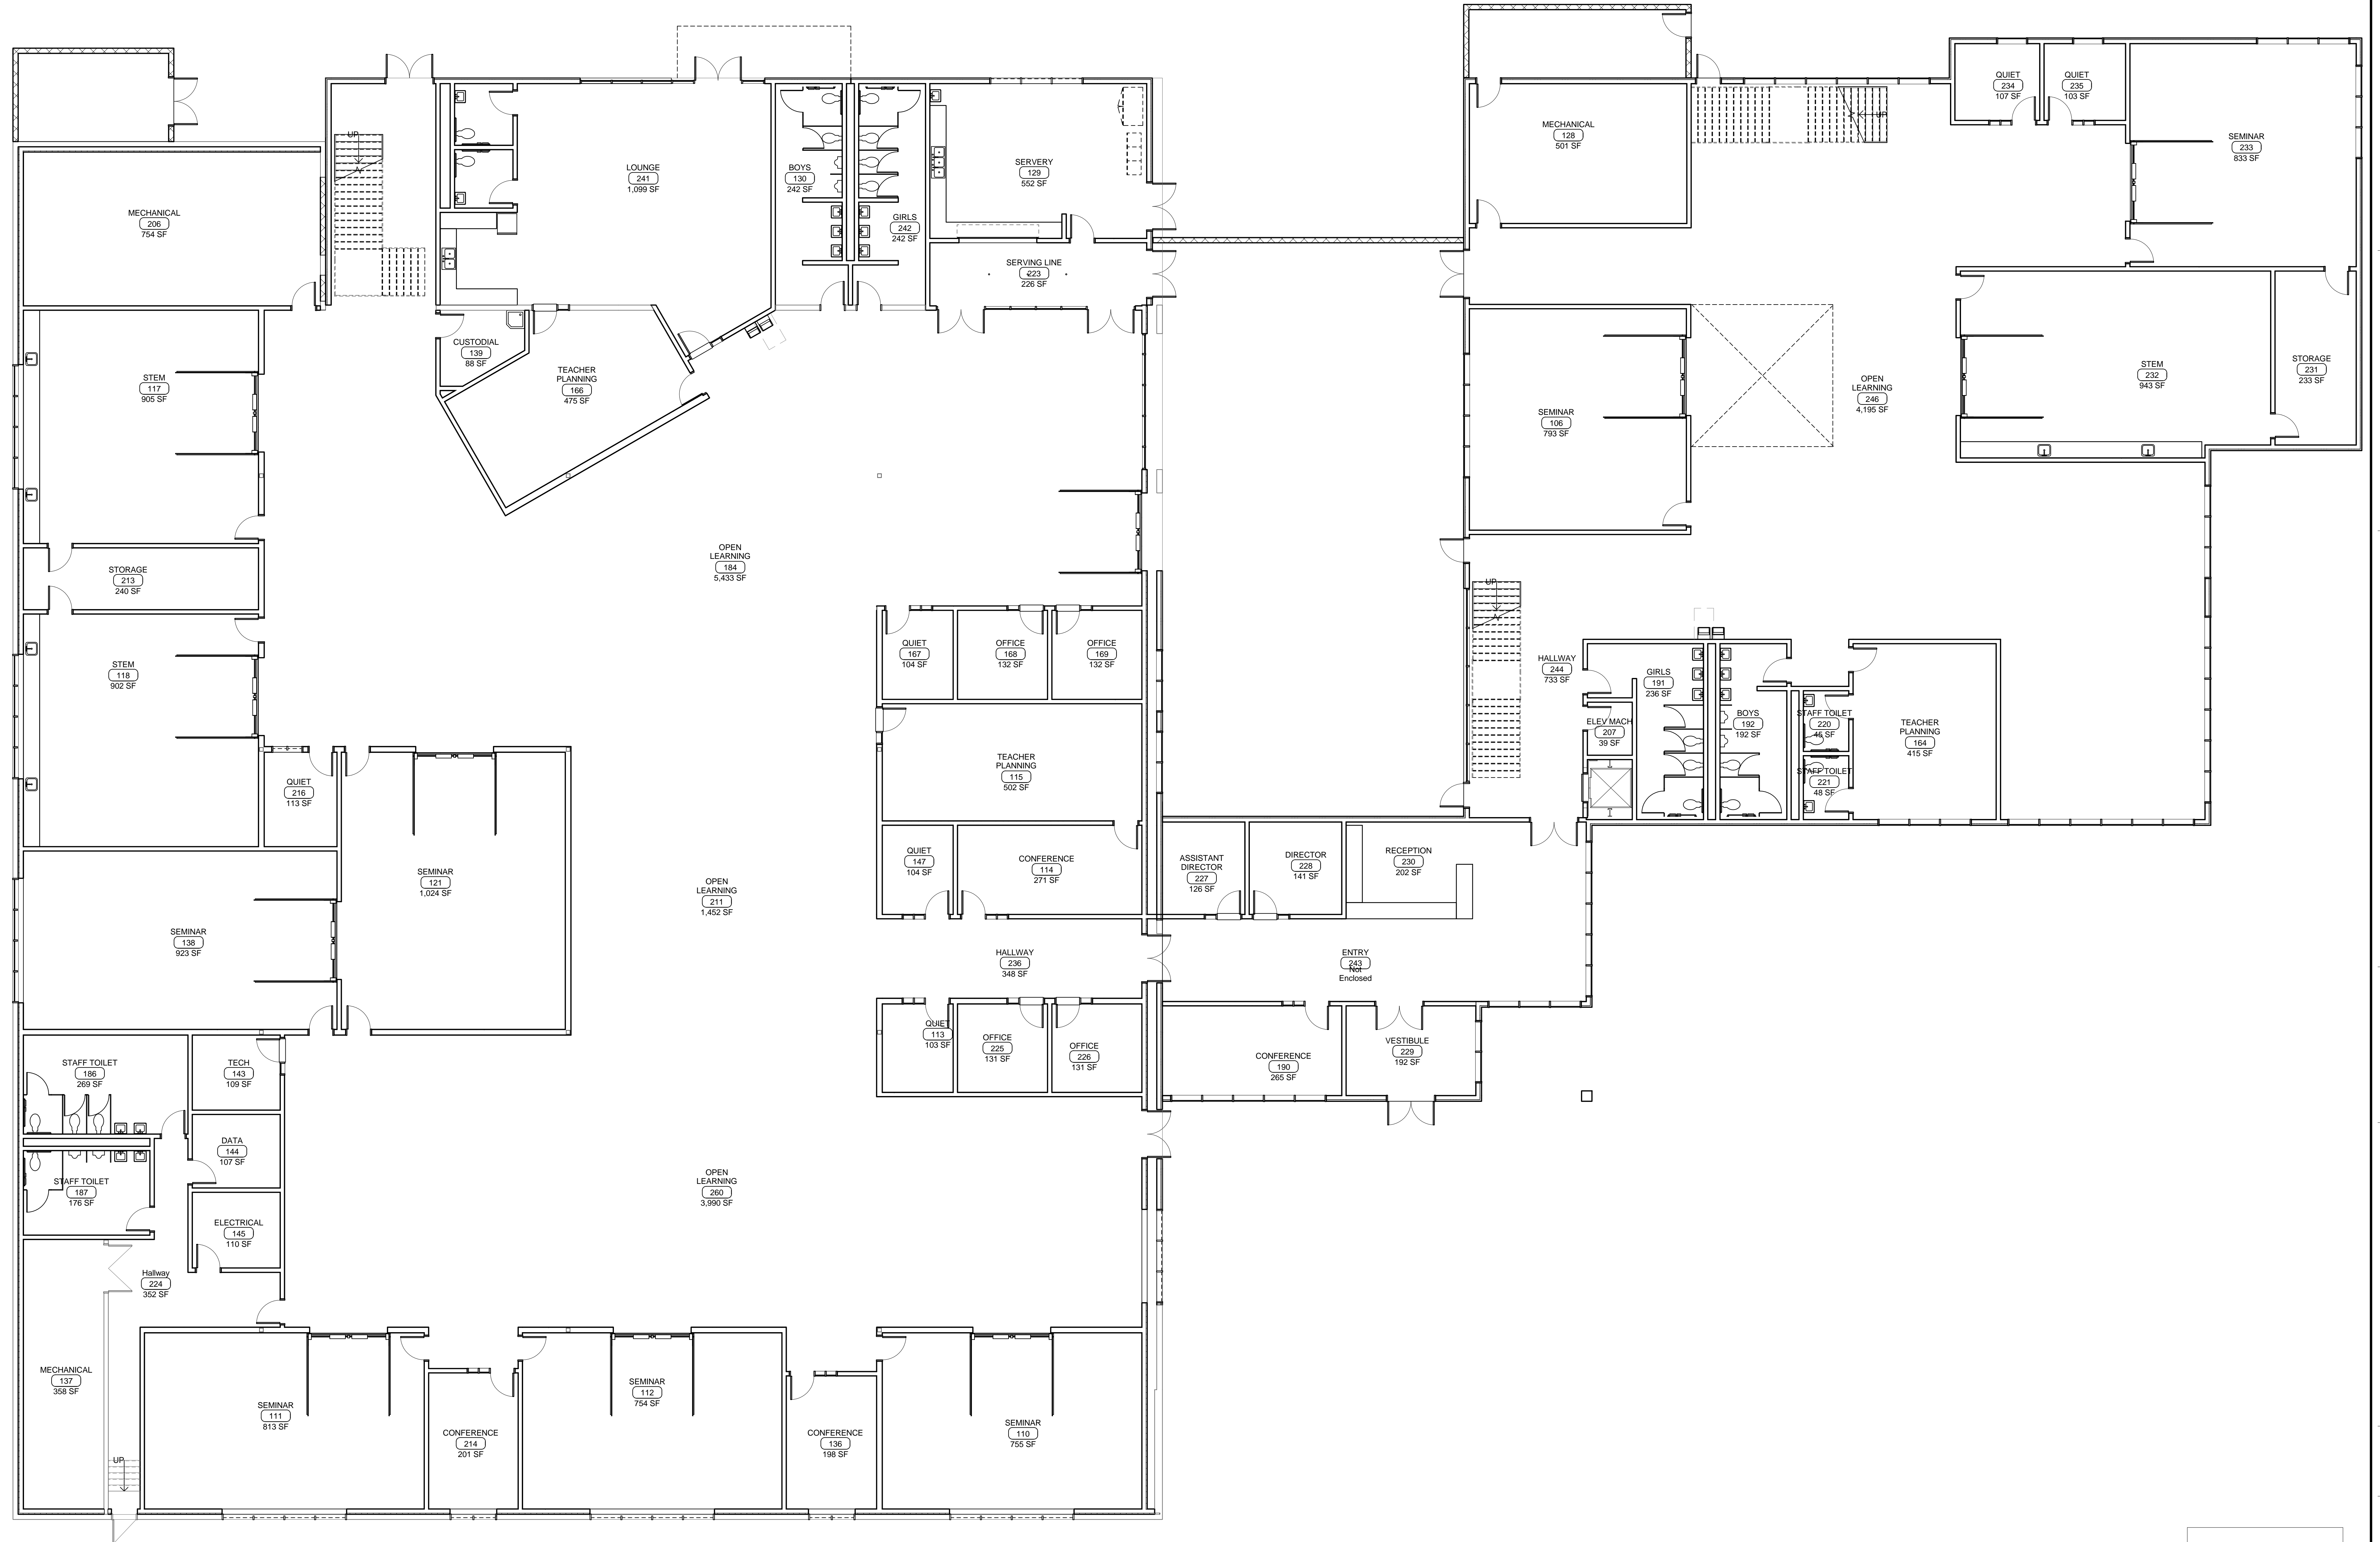 QUIET
234
107 SF
QUIET
235
103 SF
SEMINAR
233
833 SF
UP
UP
MECHANICAL
128
501 SF
LOUNGE
241
1,099 SF
BOYS
130
242 SF
SERVERY
129
552 SF
MECHANICAL
206
754 SF
GIRLS
242
242 SF
SERVING LINE
223
226 SF
CUSTODIAL
139
88 SF
TEACHER
PLANNING
166
475 SF
STEM
117
905 SF
STORAGE
231
233 SF
STEM
232
943 SF
OPEN
LEARNING
246
4,195 SF
SEMINAR
106
793 SF
OPEN
LEARNING
184
5,433 SF
STORAGE
213
240 SF
UP
QUIET
167
104 SF
OFFICE
168
132 SF
OFFICE
169
132 SF
HALLWAY
244
733 SF
STEM
118
902 SF
GIRLS
191
236 SF
ELEV MACH
207
39 SF
BOYS
192
192 SF
STAFF TOILET
220
45 SF
TEACHER
PLANNING
164
415 SF
STAFF TOILET
221
48 SF
TEACHER
PLANNING
115
502 SF
QUIET
216
113 SF
SEMINAR
121
1,024 SF
OPEN
LEARNING
211
1,452 SF
QUIET
147
104 SF
CONFERENCE
114
271 SF
ASSISTANT
DIRECTOR
227
126 SF
DIRECTOR
228
141 SF
RECEPTION
230
202 SF
SEMINAR
138
923 SF
HALLWAY
236
348 SF
ENTRY
243
Not
Enclosed
QUIET
113
103 SF
OFFICE
225
131 SF
OFFICE
226
131 SF
CONFERENCE
190
265 SF
VESTIBULE
229
192 SF
STAFF TOILET
186
269 SF
TECH
143
109 SF
DATA
144
107 SF
STAFF TOILET
187
176 SF
OPEN
LEARNING
260
3,990 SF
ELECTRICAL
145
110 SF
Hallway
224
352 SF
MECHANICAL
137
358 SF
SEMINAR
111
813 SF
SEMINAR
112
754 SF
CONFERENCE
214
201 SF
CONFERENCE
136
198 SF
SEMINAR
110
755 SF
UP